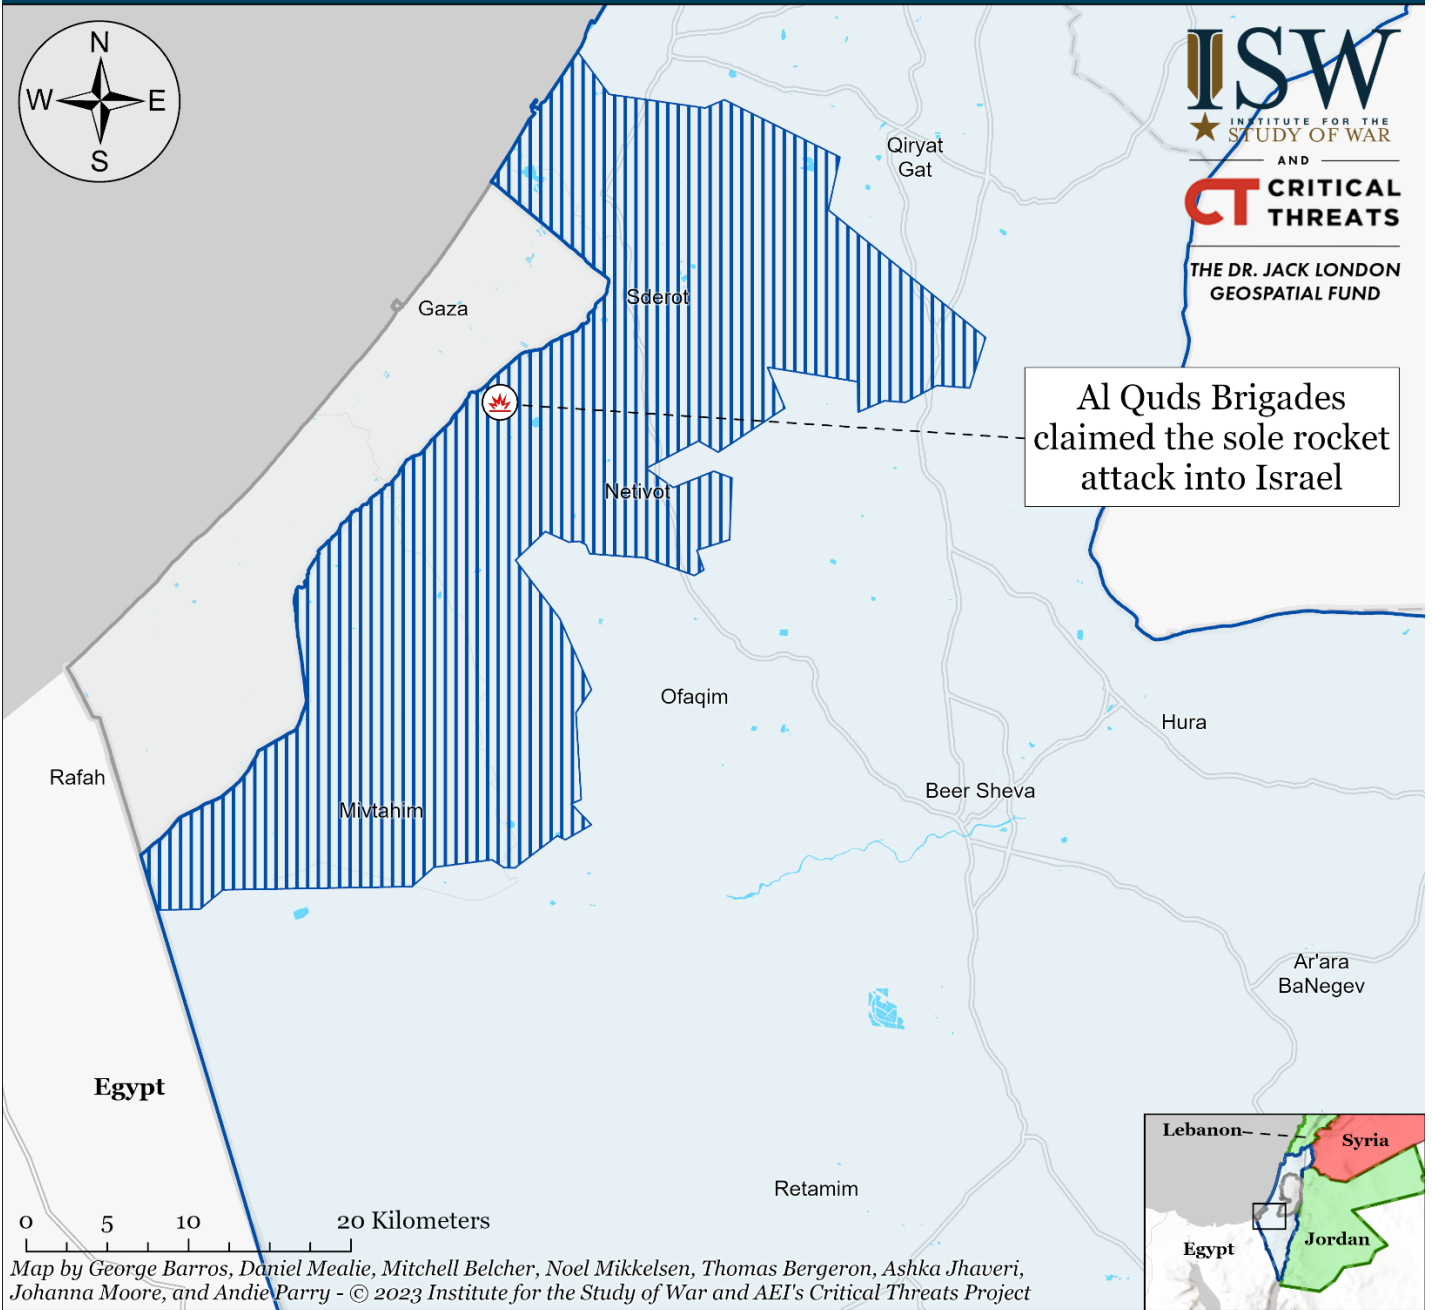 N
W
E
S
ISW
INSTITUTE FOR THE
STUDY OF WAR
AND
CT CRITICAL
THREATS
THE DR. JACK LONDON
GEOSPATIAL FUND
Qiryat
Gat
Sderot
Gaza
Al Quds Brigades
claimed the sole rocket
attack into Israel
Netivot
Ofaqim
Hura
Rafah
Beer Sheva
Mivtahim
Ar'ara
BaNegev
Egypt
Retamim
Lebanon
Syria
Jordan
Egypt
0 5 10 20 Kilometers
Map by George Barros, Daniel Mealie, Mitchell Belcher, Noel Mikkelsen, Thomas Bergeron, Ashka Jhaveri,
Johanna Moore, and Andie Parry - © 2023 Institute for the Study of War and AEI's Critical Threats Project